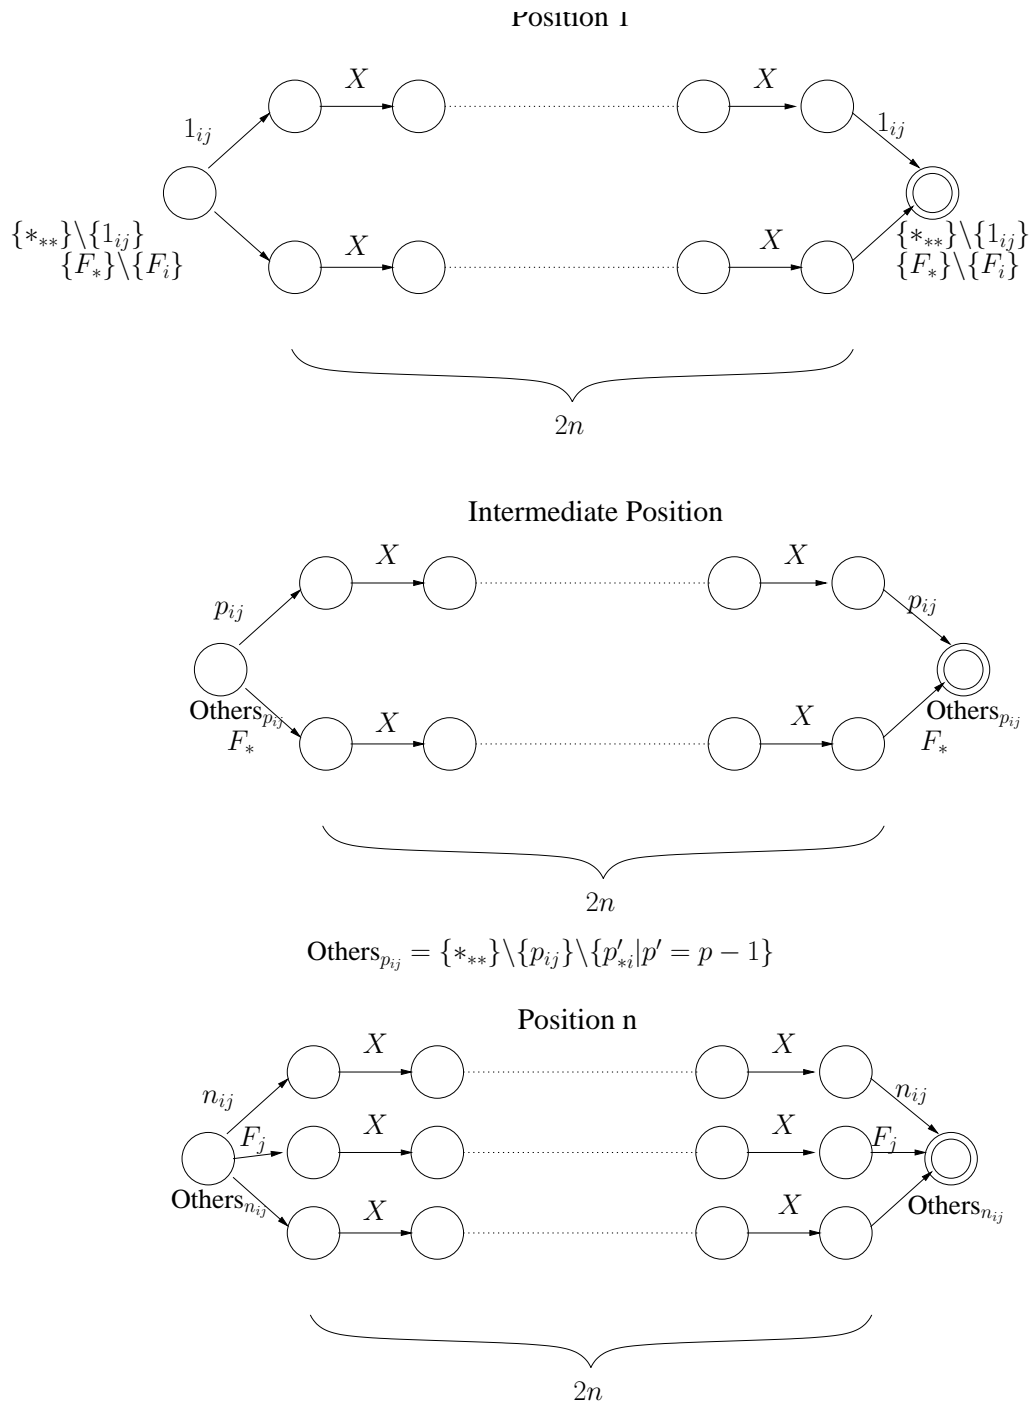 Position 1
X X
1_{ij} 1_{ij}
{*_{**}}\{1_{ij}} {*_{**}}\{1_{ij}}
X X
{F_*}\{F_i} {F_*}\{F_i}
2n
Intermediate Position
X X
p_{ij} p_{ij}
Others_{p_{ij}} Others_{p_{ij}}
X X
F_* F_*
2n
Others_{p_{ij}} = {*_{**}}\{p_{ij}}\{p'_{*i}|p' = p − 1}
Position n
X X
n_{ij} n_{ij}
X X
F_j F_j
Others_{n_{ij}} Others_{n_{ij}}
X X
2n